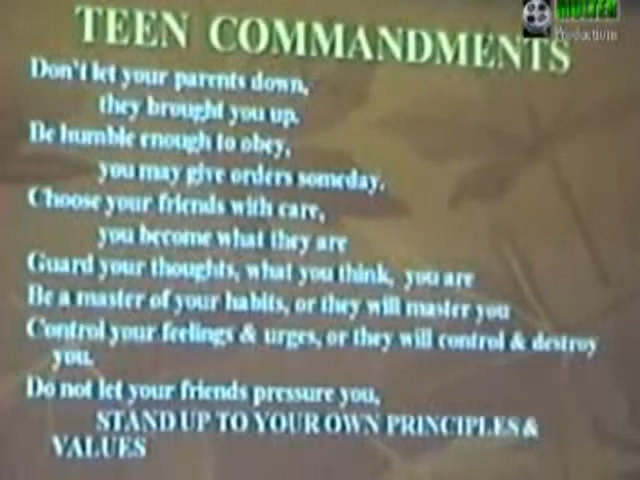 TEEN COMMANDMENTS
Productions
Don't let your parents down,
they brought you up.
Be humble enough to obey,
you may give orders someday.
Choose your friends with care,
you become what they are
Guard your thoughts, what you think, you are
Be a master of your habits, or they will master you
Control your feelings & urges, or they will control & destroy
you.
Do not let your friends pressure you,
STAND UP TO YOUR OWN PRINCIPLES &
VALUES